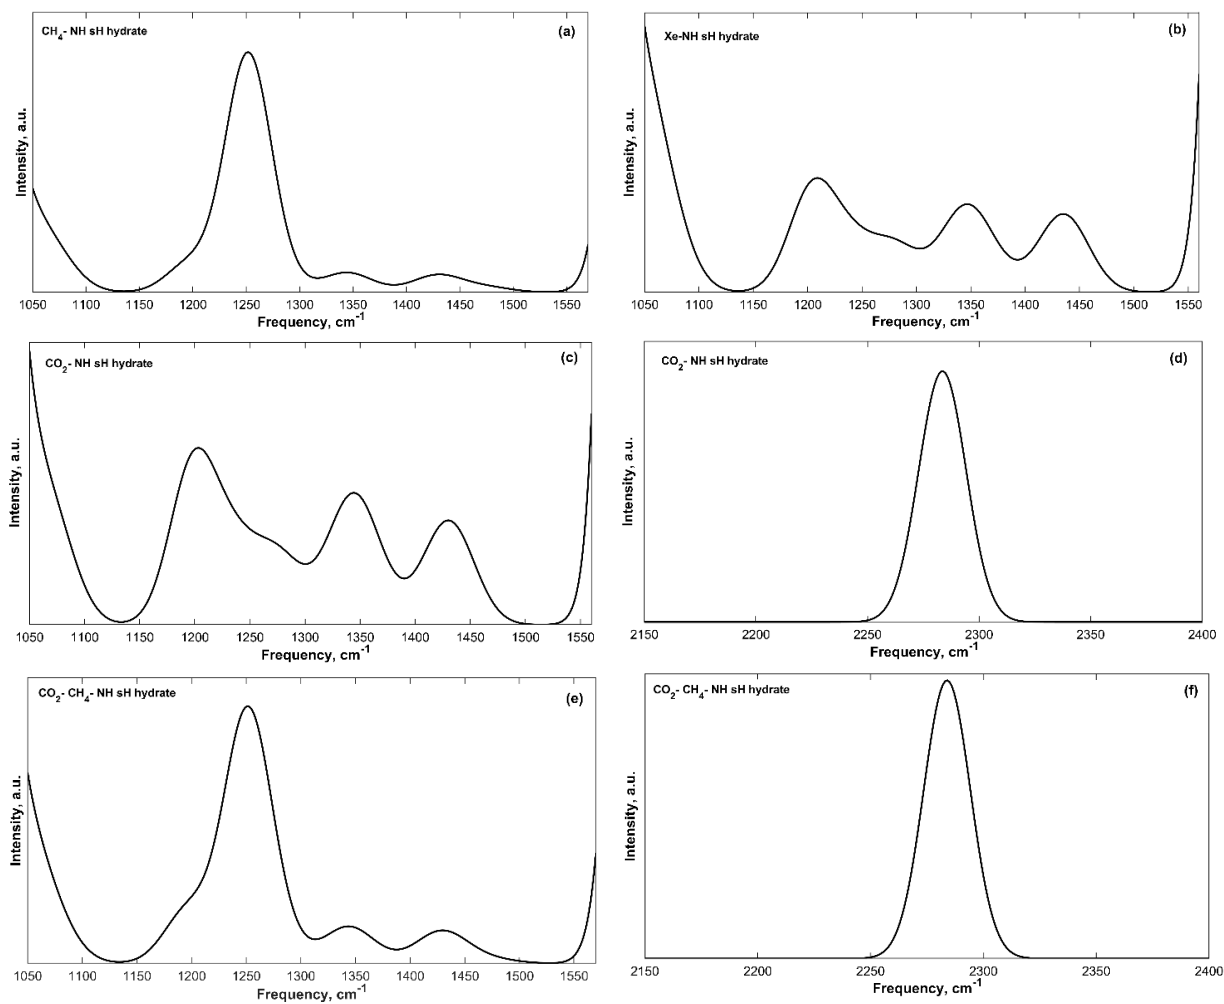 CH4- NH sH hydrate
(a)
Intensity, a.u.
1050 1100 1150 1200 1250 1300 1350 1400 1450 1500 1550
Frequency, cm-1
Xe-NH sH hydrate
(b)
Intensity, a.u.
1050 1100 1150 1200 1250 1300 1350 1400 1450 1500 1550
Frequency, cm-1
CO2- NH sH hydrate
(c)
Intensity, a.u.
1050 1100 1150 1200 1250 1300 1350 1400 1450 1500 1550
Frequency, cm-1
CO2- NH sH hydrate
(d)
Intensity, a.u.
2150 2200 2250 2300 2350 2400
Frequency, cm-1
CO2- CH4- NH sH hydrate
(e)
Intensity, a.u.
1050 1100 1150 1200 1250 1300 1350 1400 1450 1500 1550
Frequency, cm-1
CO2- CH4- NH sH hydrate
(f)
Intensity, a.u.
2150 2200 2250 2300 2350 2400
Frequency, cm-1